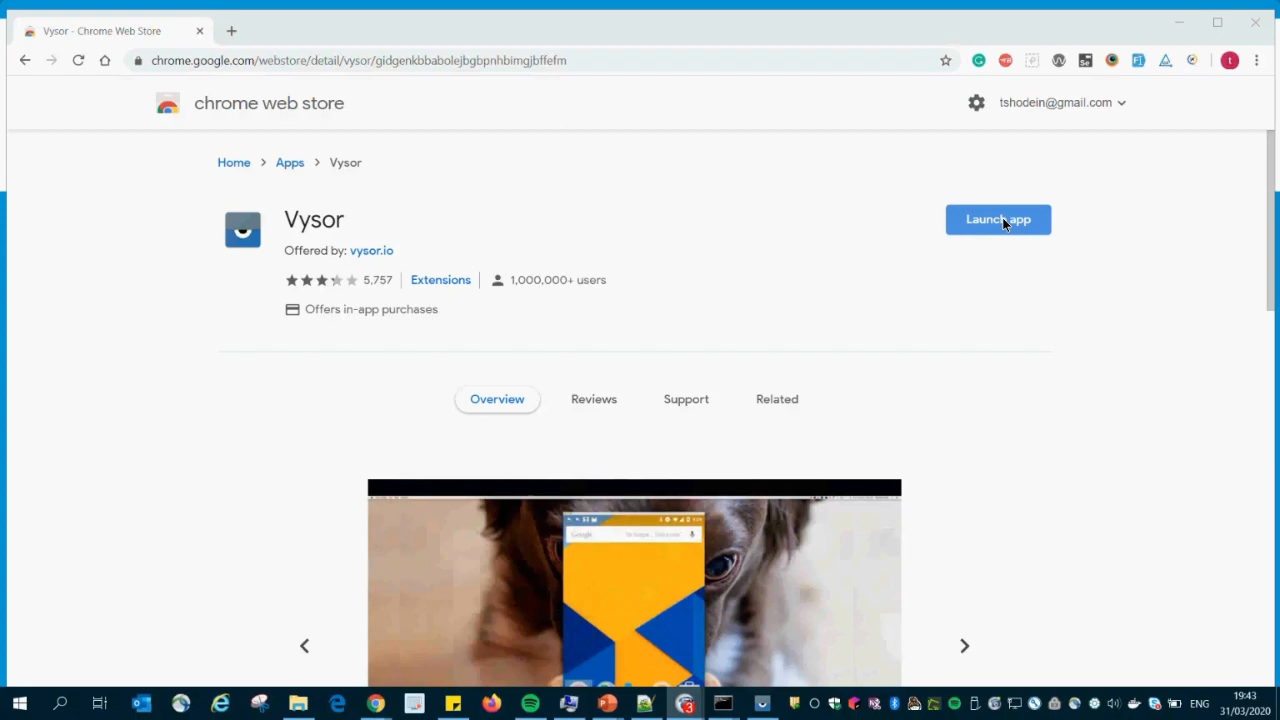 Vysor - Chrome Web Store
chrome.google.com/webstore/detail/vysor/gidgenkbbabolejbgbpnhbimgjbffefm
t
chrome web store
tshodein@gmail.com
Home > Apps > Vysor
Vysor
Launch app
Offered by: vysor.io
5,757
Extensions
1,000,000+ users
Offers in-app purchases
Overview
Reviews
Support
Related
Google
3
ENG
19:43
31/03/2020